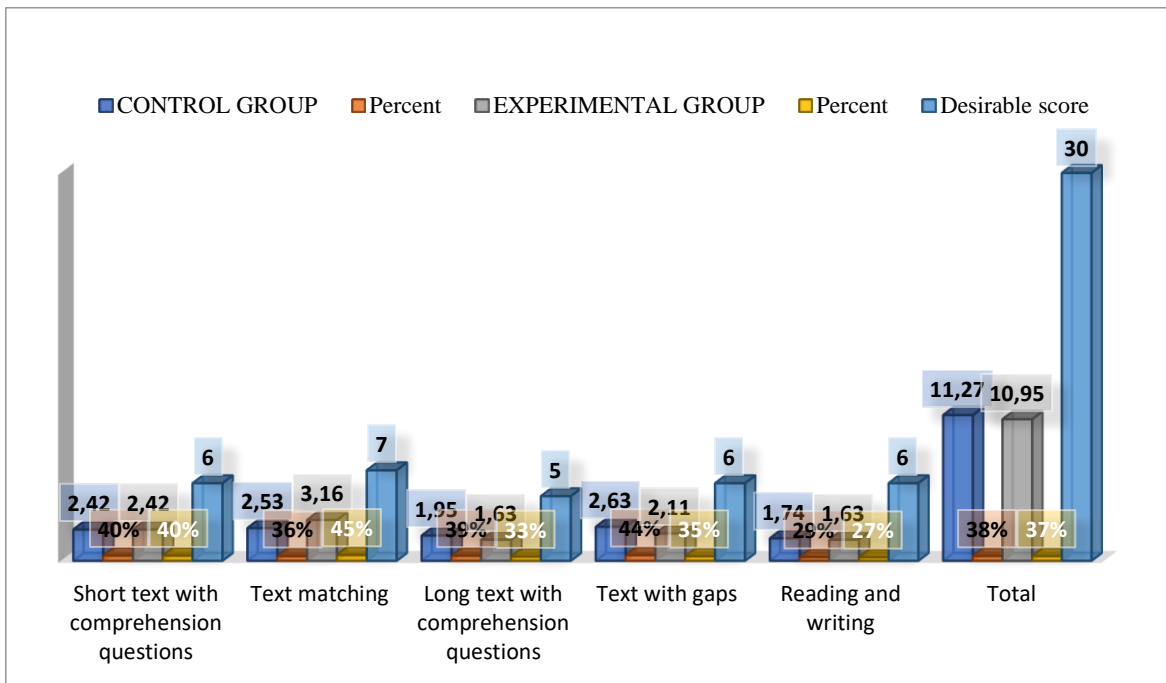 CONTROL GROUP Percent EXPERIMENTAL GROUP Percent Desirable score
2,42 40% 2,42 40% 6
2,53 36% 3,16 45% 7
1,95 39% 1,63 33% 5
2,63 44% 2,11 35% 6
1,74 29% 1,63 27% 6
11,27 38% 10,95 37% 30
Short text with
comprehension
questions
Text matching
Long text with
comprehension
questions
Text with gaps
Reading and
writing
Total